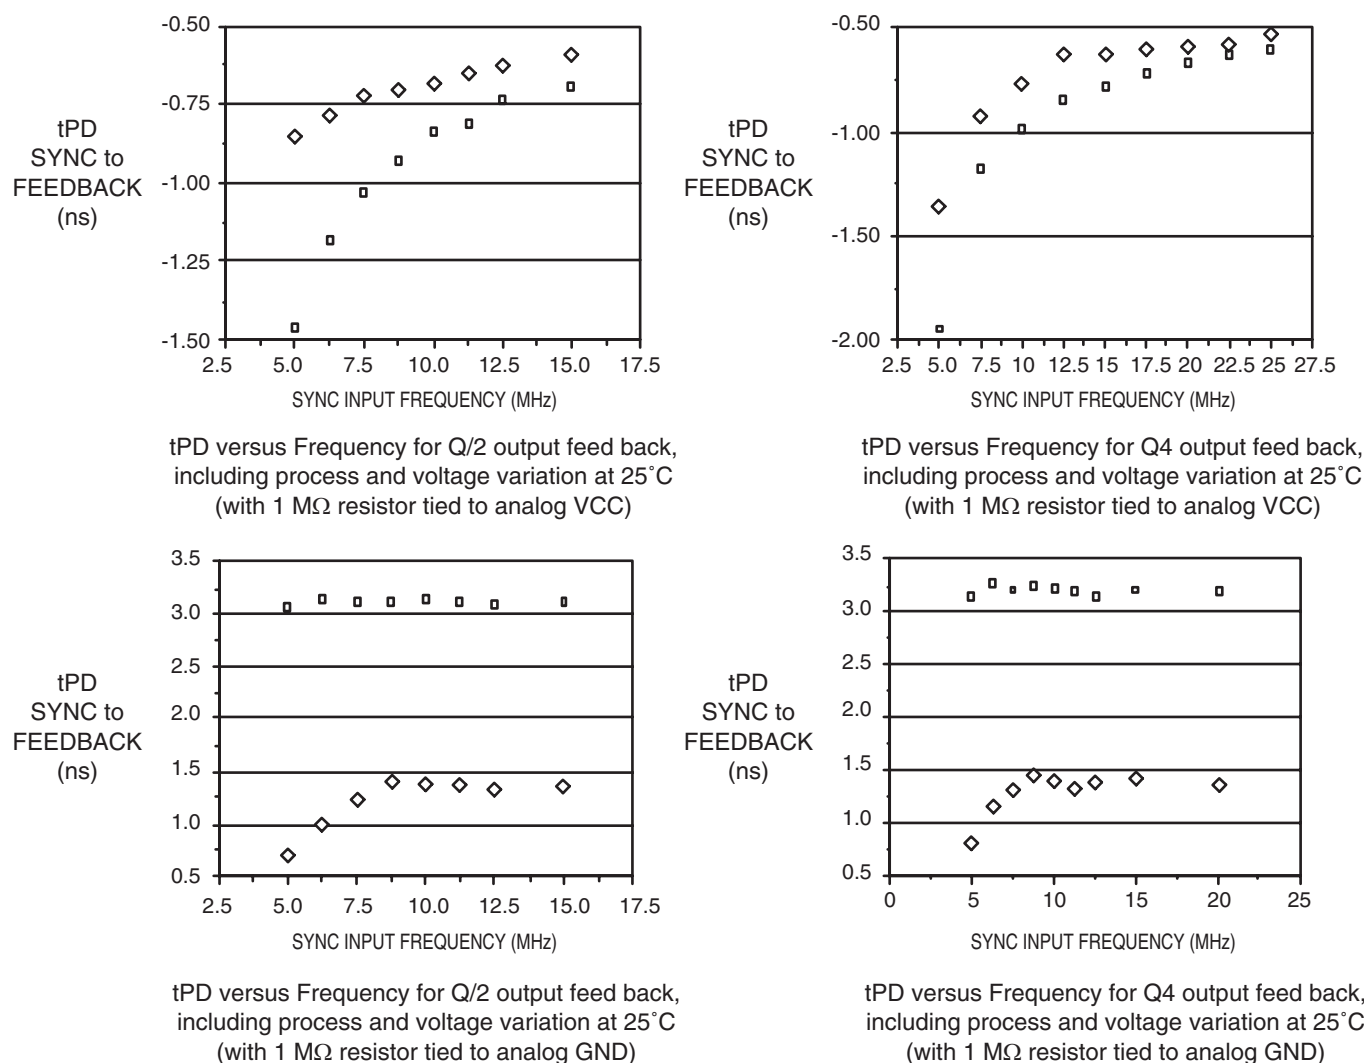 -0.50
-0.75
-1.00
-1.25
-1.50
tPD
SYNC to
FEEDBACK
(ns)
2.5 5.0 7.5 10.0 12.5 15.0 17.5
SYNC INPUT FREQUENCY (MHz)
tPD versus Frequency for Q/2 output feed back,
including process and voltage variation at 25˚C
(with 1 MΩ resistor tied to analog VCC)
-0.50
-1.00
-1.50
-2.00
tPD
SYNC to
FEEDBACK
(ns)
2.5 5.0 7.5 10 12.5 15 17.5 20 22.5 25 27.5
SYNC INPUT FREQUENCY (MHz)
tPD versus Frequency for Q4 output feed back,
including process and voltage variation at 25˚C
(with 1 MΩ resistor tied to analog VCC)
3.5
3.0
2.5
2.0
1.5
1.0
0.5
tPD
SYNC to
FEEDBACK
(ns)
2.5 5.0 7.5 10.0 12.5 15.0 17.5
SYNC INPUT FREQUENCY (MHz)
tPD versus Frequency for Q/2 output feed back,
including process and voltage variation at 25˚C
(with 1 MΩ resistor tied to analog GND)
3.5
3.0
2.5
2.0
1.5
1.0
0.5
tPD
SYNC to
FEEDBACK
(ns)
0 5 10 15 20 25
SYNC INPUT FREQUENCY (MHz)
tPD versus Frequency for Q4 output feed back,
including process and voltage variation at 25˚C
(with 1 MΩ resistor tied to analog GND)